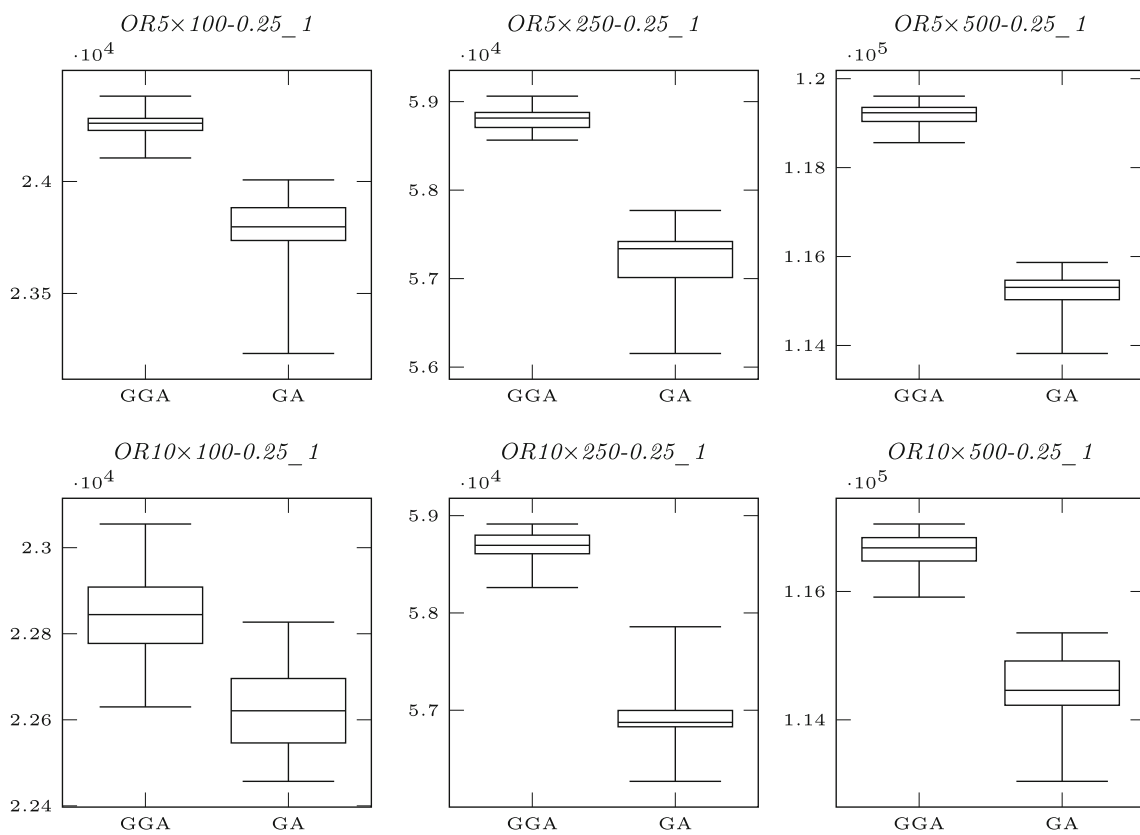 OR5×100-0.25_1
·10^4
2.4
2.35
GGA GA
OR5×250-0.25_1
·10^4
5.9
5.8
5.7
5.6
GGA GA
OR5×500-0.25_1
·10^5
1.2
1.18
1.16
1.14
GGA GA
OR10×100-0.25_1
·10^4
2.3
2.28
2.26
2.24
GGA GA
OR10×250-0.25_1
·10^4
5.9
5.8
5.7
GGA GA
OR10×500-0.25_1
·10^5
1.16
1.14
GGA GA